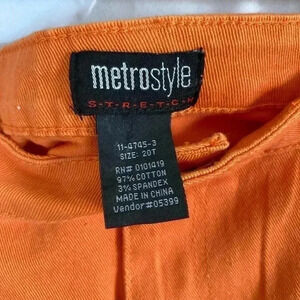 metrostyle
S-T-R-E-T-C-H
11-4745-3
SIZE: 20T
RN# 0101419
97% COTTON
3% SPANDEX
MADE IN CHINA
Vendor#05399